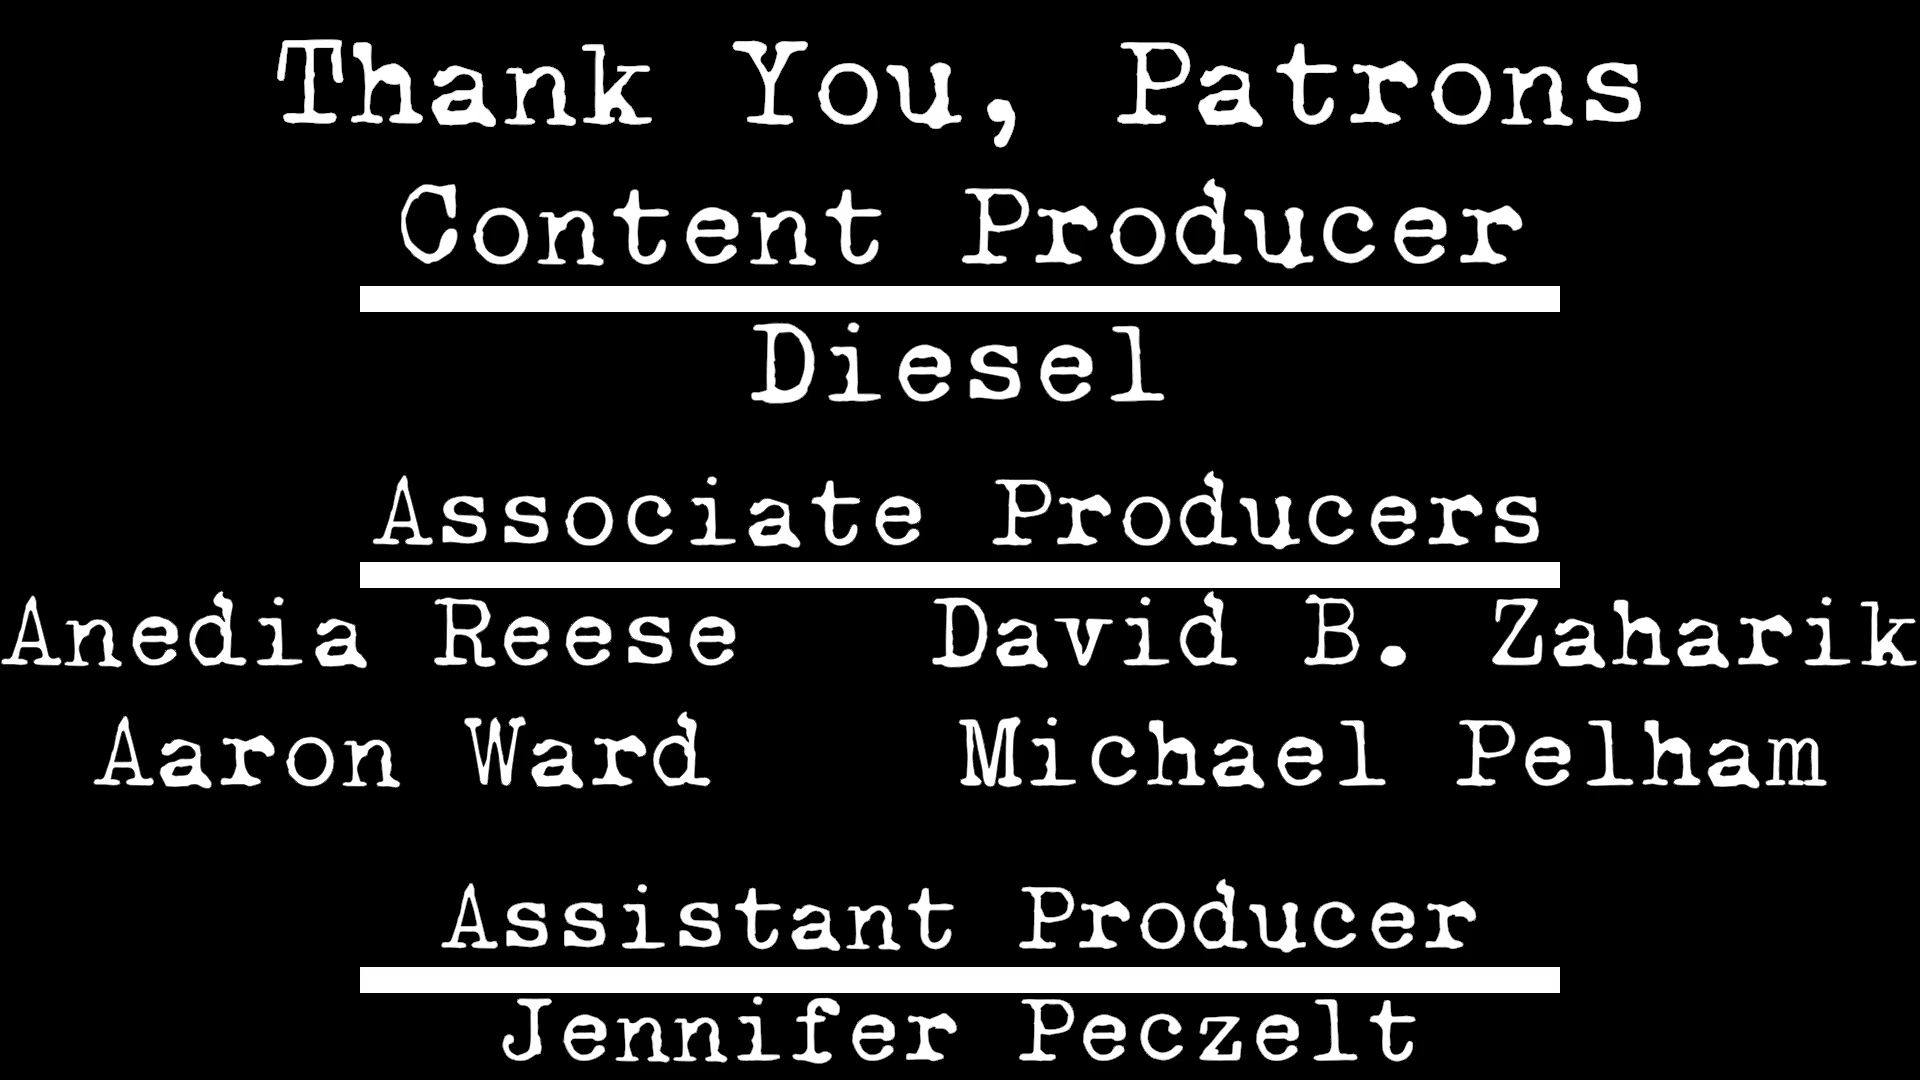 Thank You, Patrons
Content Producer
Diesel
Associate Producers
Anedia Reese David B. Zaharik
Aaron Ward Michael Pelham
Assistant Producer
Jennifer Peczelt